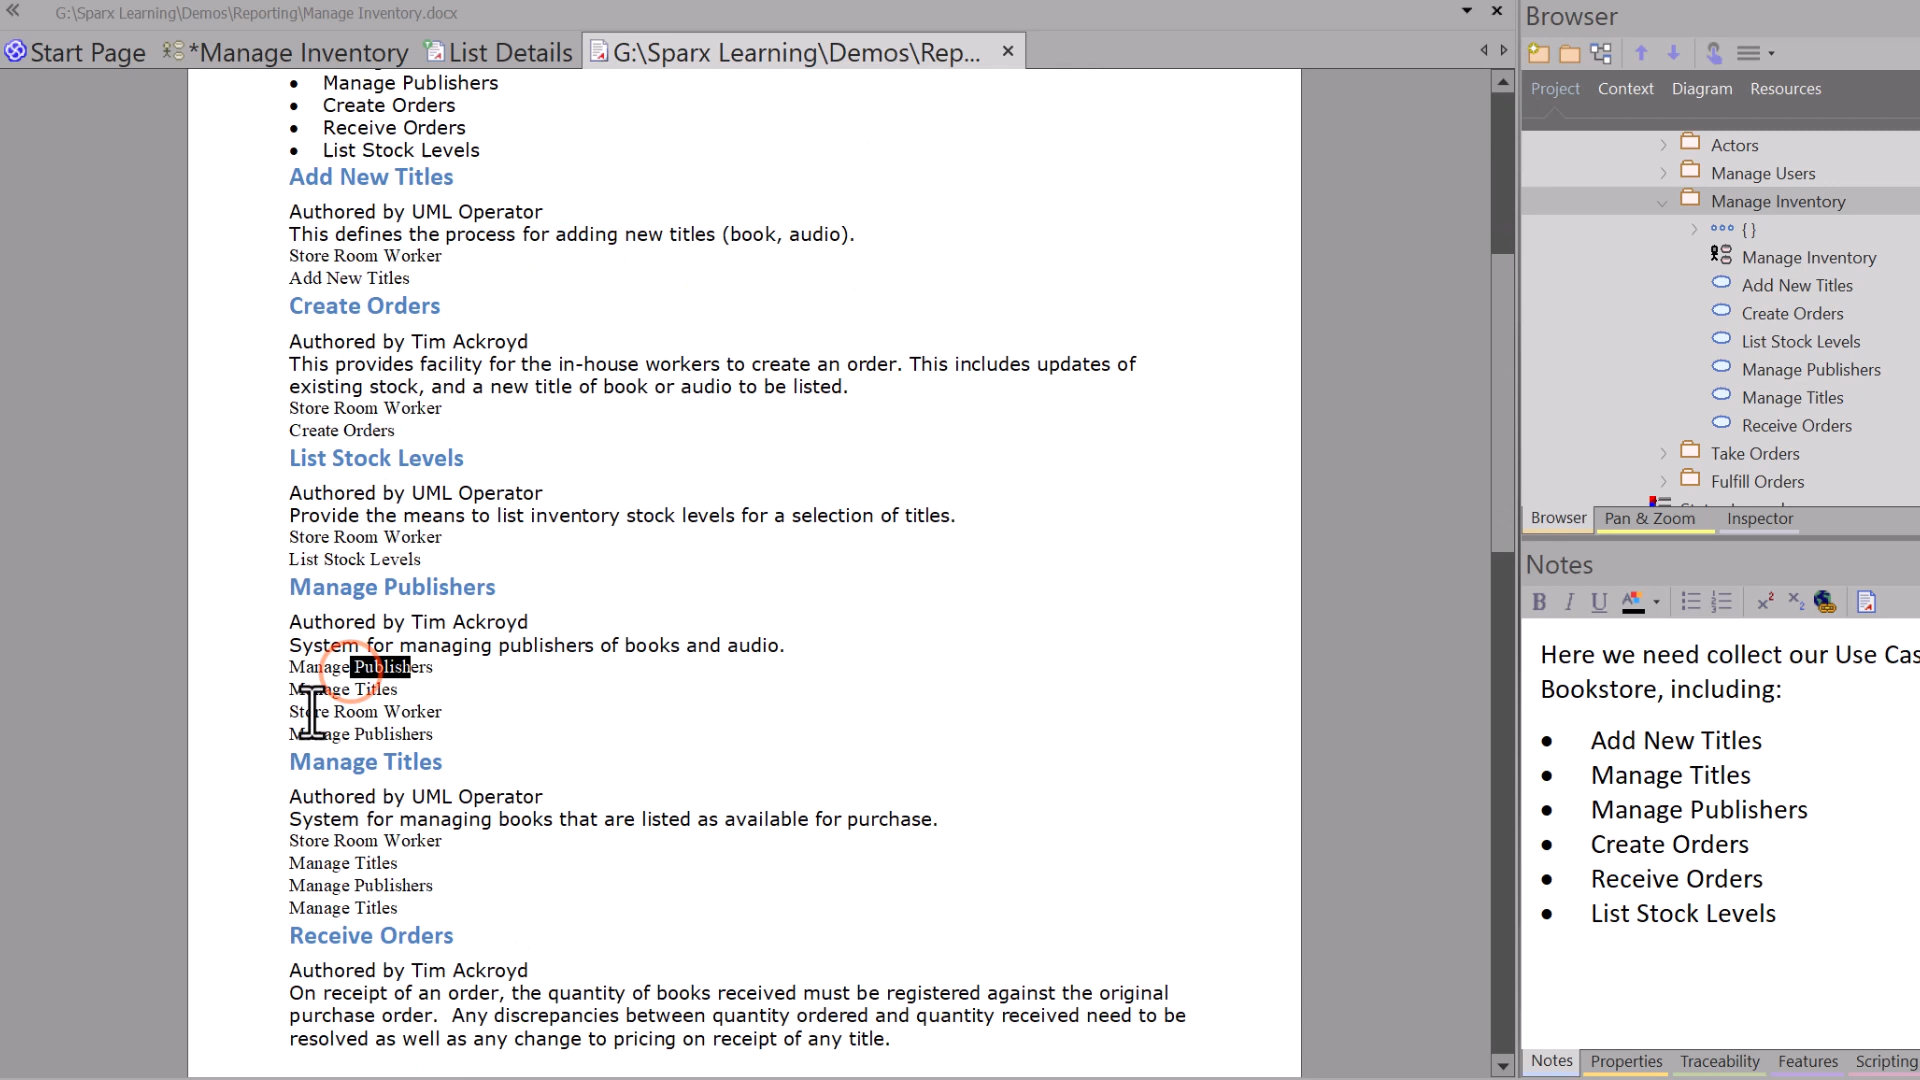 G:\Sparx Learning\Demos\Reporting\Manage Inventory.docx
Start Page
*Manage Inventory
List Details
G:\Sparx Learning\Demos\Rep...
• Manage Publishers
• Create Orders
• Receive Orders
• List Stock Levels
Add New Titles
Authored by UML Operator
This defines the process for adding new titles (book, audio).
Store Room Worker
Add New Titles
Create Orders
Authored by Tim Ackroyd
This provides facility for the in-house workers to create an order. This includes updates of
existing stock, and a new title of book or audio to be listed.
Store Room Worker
Create Orders
List Stock Levels
Authored by UML Operator
Provide the means to list inventory stock levels for a selection of titles.
Store Room Worker
List Stock Levels
Manage Publishers
Authored by Tim Ackroyd
System for managing publishers of books and audio.
Manage Publishers
Manage Titles
Store Room Worker
Manage Publishers
Manage Titles
Authored by UML Operator
System for managing books that are listed as available for purchase.
Store Room Worker
Manage Titles
Manage Publishers
Manage Titles
Receive Orders
Authored by Tim Ackroyd
On receipt of an order, the quantity of books received must be registered against the original
purchase order.  Any discrepancies between quantity ordered and quantity received need to be
resolved as well as any change to pricing on receipt of any title.
Browser
Project Context Diagram Resources
Actors
Manage Users
Manage Inventory
{ }
Manage Inventory
Add New Titles
Create Orders
List Stock Levels
Manage Publishers
Manage Titles
Receive Orders
Take Orders
Fulfill Orders
Browser Pan & Zoom Inspector
Notes
B I U A x² x₂
Here we need collect our Use Cas
Bookstore, including:
• Add New Titles
• Manage Titles
• Manage Publishers
• Create Orders
• Receive Orders
• List Stock Levels
Notes Properties Traceability Features Scripting